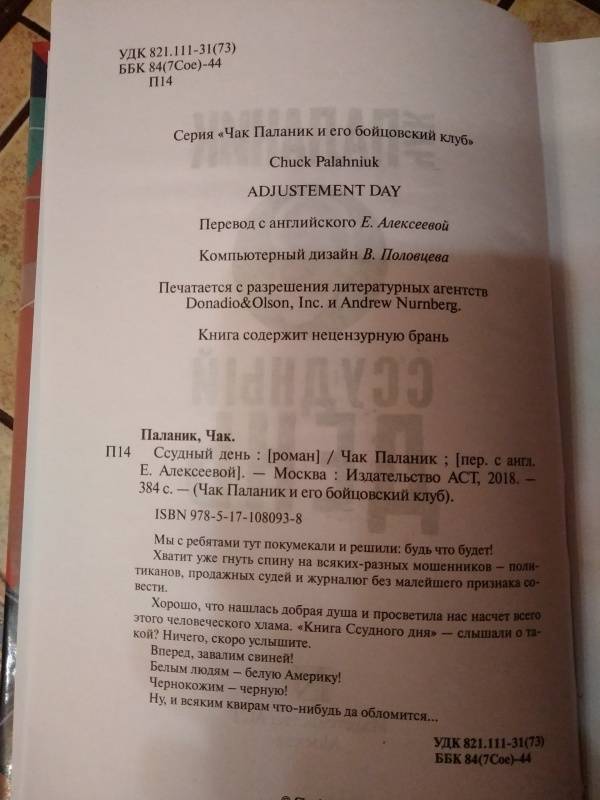 УДК 821.111-31(73)
ББК 84(7Сое)-44
П14
Серия «Чак Паланик и его бойцовский клуб»
Chuck Palahniuk
ADJUSTEMENT DAY
Перевод с английского Е. Алексеевой
Компьютерный дизайн В. Половцева
Печатается с разрешения литературных агентств
Donadio&Olson, Inc. и Andrew Nurnberg.
Книга содержит нецензурную брань
Паланик, Чак.
П14 Ссудный день : [роман] / Чак Паланик ; [пер. с англ.
Е. Алексеевой]. — Москва : Издательство АСТ, 2018. —
384 с. — (Чак Паланик и его бойцовский клуб).
ISBN 978-5-17-108093-8
Мы с ребятами тут покумекали и решили: будь что будет!
Хватит уже гнуть спину на всяких-разных мошенников – поли-
тиканов, продажных судей и журналюг без малейшего признака со-
вести.
Хорошо, что нашлась добрая душа и просветила нас насчет всего
этого человеческого хлама. «Книга Ссудного дня» — слышали о та-
кой? Ничего, скоро услышите.
Вперед, завалим свиней!
Белым людям – белую Америку!
Чернокожим – черную!
Ну, и всяким квирам что-нибудь да обломится...
УДК 821.111-31(73)
ББК 84(7Сое)-44